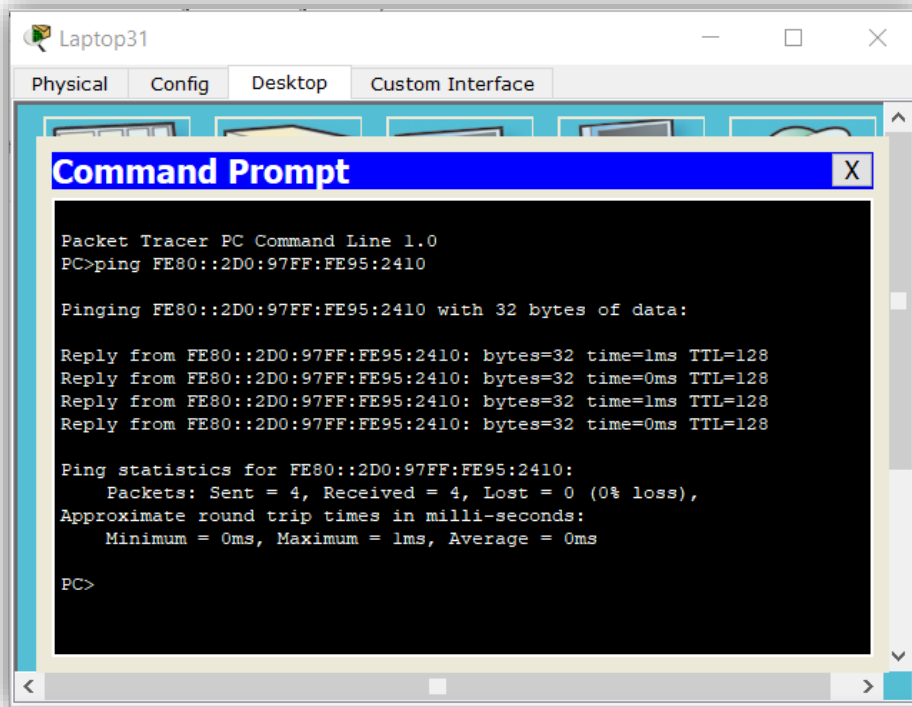 Laptop31
Physical Config Desktop Custom Interface
Command Prompt X
Packet Tracer PC Command Line 1.0
PC>ping FE80::2D0:97FF:FE95:2410
Pinging FE80::2D0:97FF:FE95:2410 with 32 bytes of data:
Reply from FE80::2D0:97FF:FE95:2410: bytes=32 time=1ms TTL=128
Reply from FE80::2D0:97FF:FE95:2410: bytes=32 time=0ms TTL=128
Reply from FE80::2D0:97FF:FE95:2410: bytes=32 time=1ms TTL=128
Reply from FE80::2D0:97FF:FE95:2410: bytes=32 time=0ms TTL=128
Ping statistics for FE80::2D0:97FF:FE95:2410:
Packets: Sent = 4, Received = 4, Lost = 0 (0% loss),
Approximate round trip times in milli-seconds:
Minimum = 0ms, Maximum = 1ms, Average = 0ms
PC>